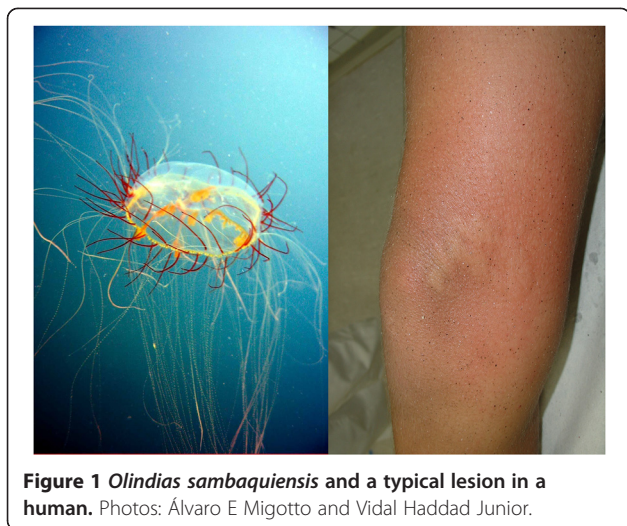 Figure 1 Olindias sambaquiensis and a typical lesion in a
human. Photos: Álvaro E Migotto and Vidal Haddad Junior.